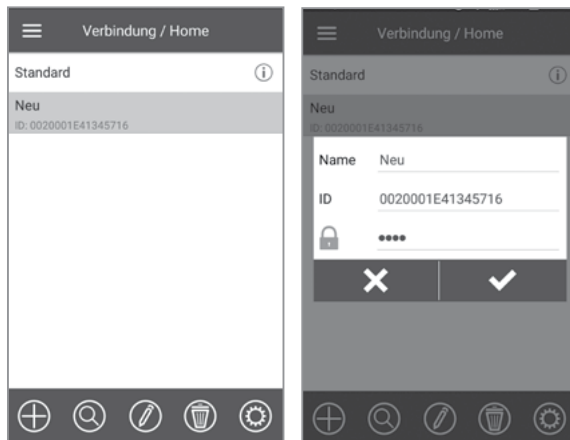 Verbindung / Home
Standard
Neu
ID: 0020001E41345716
Verbindung / Home
Standard
Neu
ID: 0020001E41345716
Name Neu
ID 0020001E41345716
••••